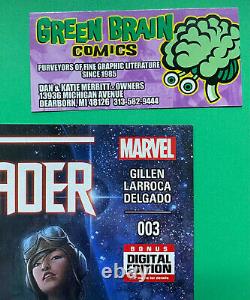 GREEN BRAIN
COMICS
PURVEYORS OF FINE GRAPHIC LITERATURE
SINCE 1985
DAN & KATIE MERRITT...OWNERS
13936 MICHIGAN AVENUE
DEARBORN, MI 48126 313-582-9444
MARVEL
ADER
GILLEN
LARROCA
DELGADO
003
BONUS
DIGITAL
EDITION